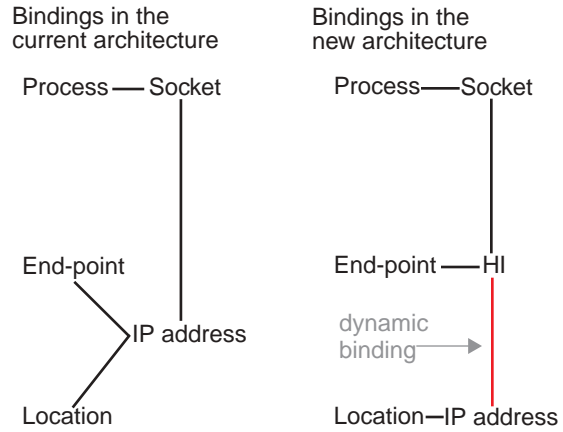 Bindings in the
current architecture
Process Socket
End-point
IP address
Location
Bindings in the
new architecture
Process Socket
End-point HI
dynamic
binding
Location IP address